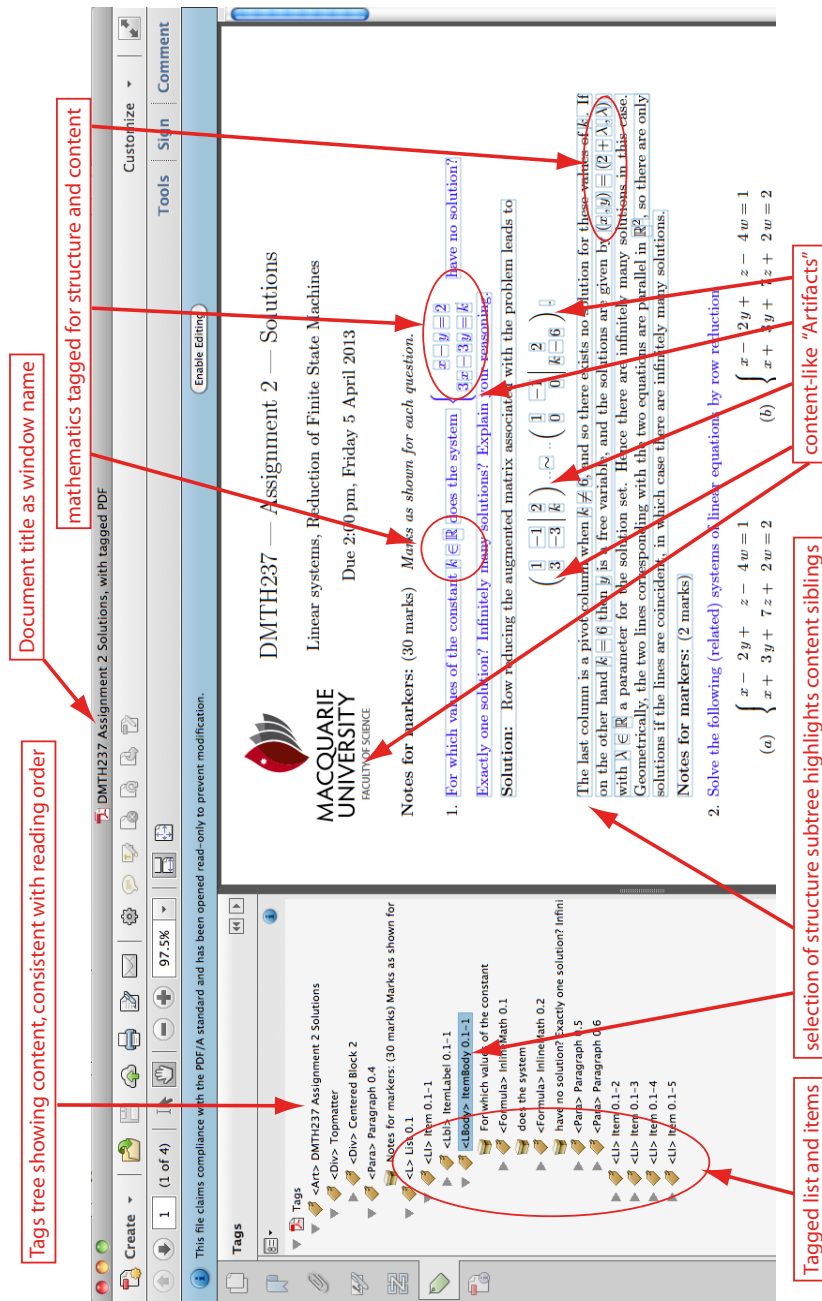 Tags tree showing content, consistent with reading order
Document title as window name
mathematics tagged for structure and content
DMTH237 Assignment 2 Solutions, with tagged PDF
Create
Customize
1 (1 of 4)
97.5%
Tools Sign Comment
This file claims compliance with the PDF/A standard and has been opened read-only to prevent modification.
Enable Editing
Tags
Tags
<Art> DMTH237 Assignment 2 Solutions
<Div> Topmatter
<Div> Centered Block 2
<Para> Paragraph 0.4
Notes for markers: (30 marks) Marks as shown for
<L> List 0.1
<LI> Item 0.1-1
<Lbl> ItemLabel 0.1-1
<LBody> ItemBody 0.1-1
For which values of the constant
<Formula> InlineMath 0.1
does the system
<Formula> InlineMath 0.2
have no solution? Exactly one solution? Infini
<Para> Paragraph 0.5
<Para> Paragraph 0.6
<LI> Item 0.1-2
<LI> Item 0.1-3
<LI> Item 0.1-4
<LI> Item 0.1-5
MACQUARIE
UNIVERSITY
FACULTY OF SCIENCE
DMTH237 — Assignment 2 — Solutions
Linear systems, Reduction of Finite State Machines
Due 2:00 pm, Friday 5 April 2013
Notes for markers: (30 marks) Marks as shown for each question.
1. For which values of the constant k ∈ ℝ does the system { x − y = 2 have no solution?
3x − 3y = k
Exactly one solution? Infinitely many solutions? Explain your reasoning.
Solution: Row reducing the augmented matrix associated with the problem leads to
( 1 −1 | 2 ) .. ~ .. ( 1 −1 | 2 ) .
( 3 −3 | k ) ( 0 0 | k − 6 )
The last column is a pivot column when k ≠ 6, and so there exists no solution for these values of k. If
on the other hand k = 6 then y is a free variable, and the solutions are given by (x, y) = (2 + λ, λ)
with λ ∈ ℝ a parameter for the solution set. Hence there are infinitely many solutions in this case.
Geometrically, the two lines corresponding with the two equations are parallel in ℝ², so there are only
solutions if the lines are coincident, in which case there are infinitely many solutions.
Notes for markers: (2 marks)
2. Solve the following (related) systems of linear equations by row reduction.
(a) { x − 2y + z − 4w = 1 (b) { x − 2y + z − 4w = 1
x + 3y + 7z + 2w = 2 x + 3y + 7z + 2w = 2
Tagged list and items
selection of structure subtree highlights content siblings
content-like “Artifacts”